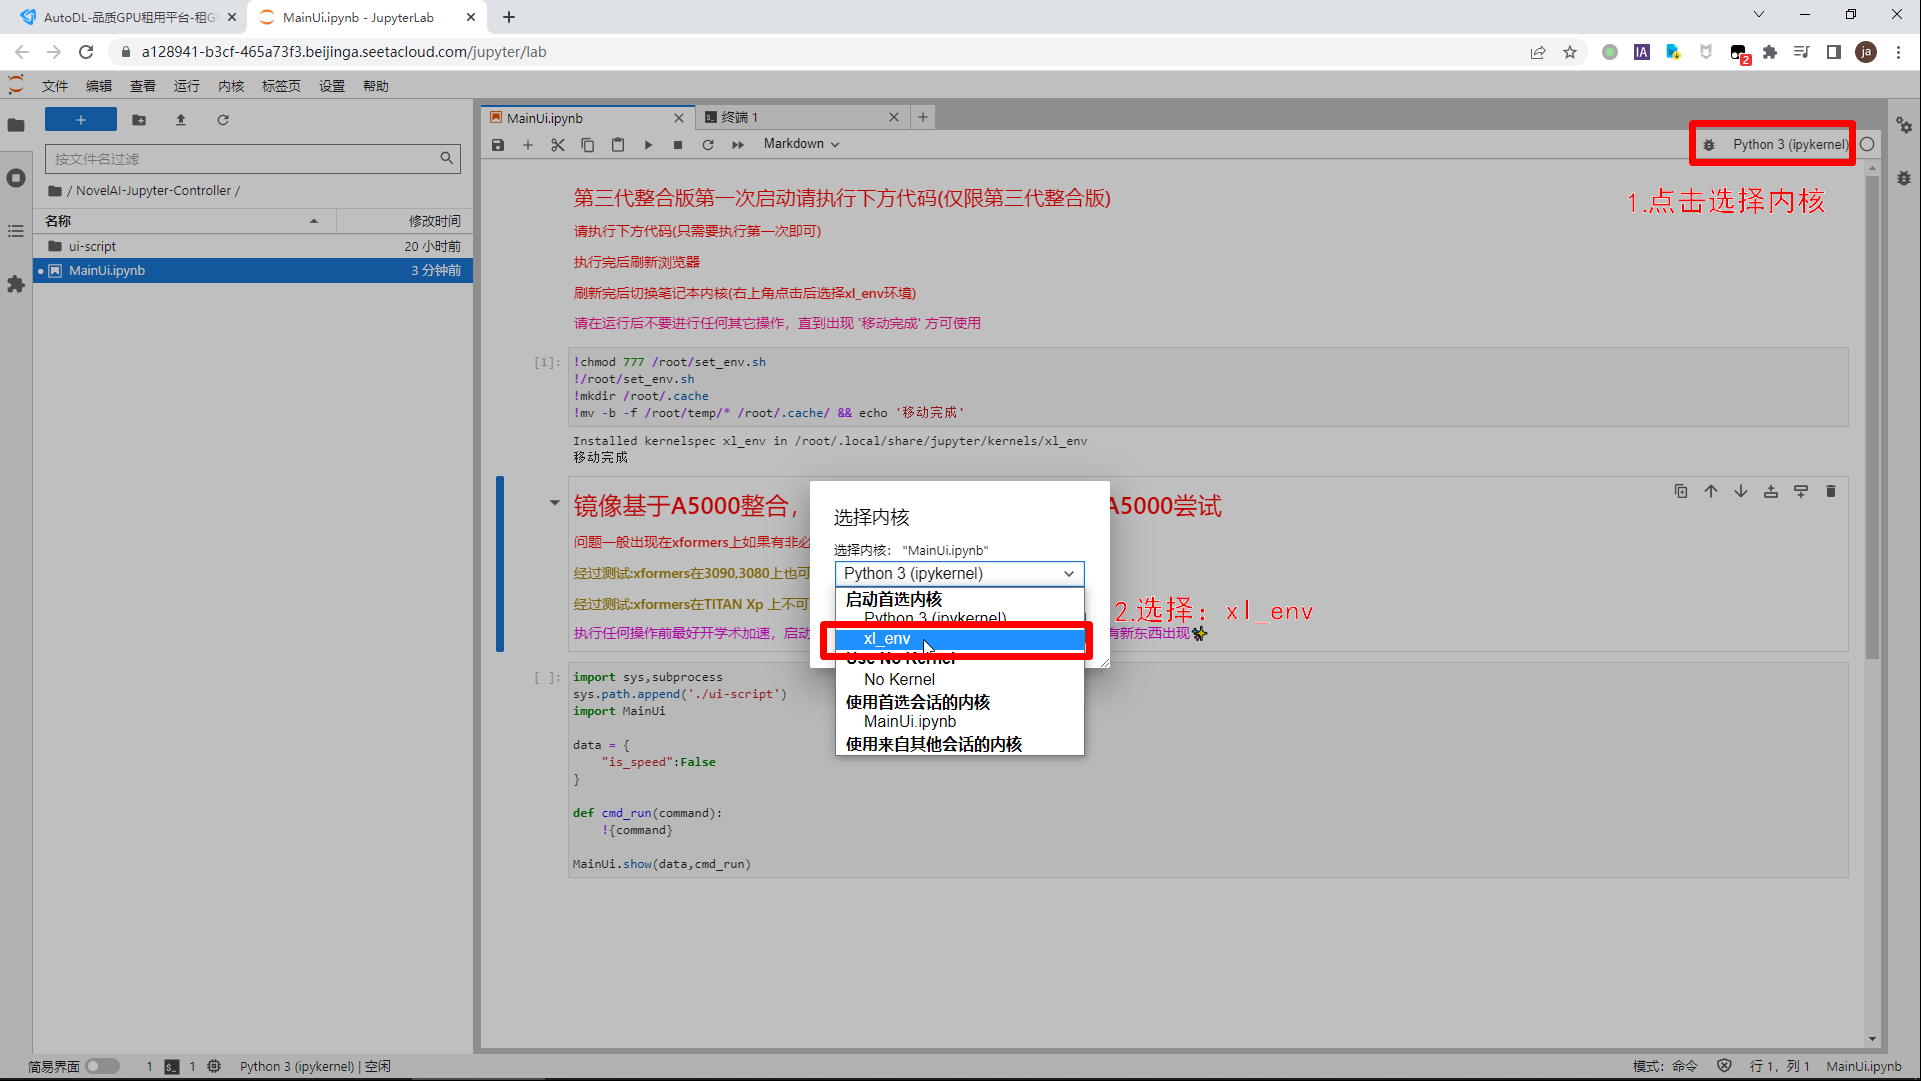 AutoDL-品质GPU租用平台-租G
MainUi.ipynb - JupyterLab
a128941-b3cf-465a73f3.beijinga.seetacloud.com/jupyter/lab
IA
2
ja
文件 编辑 查看 运行 内核 标签页 设置 帮助
按文件名过滤
/ NovelAI-Jupyter-Controller /
名称 修改时间
ui-script 20 小时前
MainUi.ipynb 3 分钟前
MainUi.ipynb 终端 1
Markdown
Python 3 (ipykernel)
1.点击选择内核
第三代整合版第一次启动请执行下方代码(仅限第三代整合版)
请执行下方代码(只需要执行第一次即可)
执行完后刷新浏览器
刷新完后切换笔记本内核(右上角点击后选择xl_env环境)
请在运行后不要进行任何其它操作，直到出现 '移动完成' 方可使用
[1]:
!chmod 777 /root/set_env.sh
!/root/set_env.sh
!mkdir /root/.cache
!mv -b -f /root/temp/* /root/.cache/ && echo '移动完成'
Installed kernelspec xl_env in /root/.local/share/jupyter/kernels/xl_env
移动完成
镜像基于A5000整合， A5000尝试
问题一般出现在xformers上如果有非必
经过测试:xformers在3090,3080上也可
经过测试:xformers在TITAN Xp 上不可
执行任何操作前最好开学术加速，启动 有新东西出现✨
选择内核
选择内核： "MainUi.ipynb"
Python 3 (ipykernel)
启动首选内核
Python 3 (ipykernel)
xl_env
Use No Kernel
No Kernel
使用首选会话的内核
MainUi.ipynb
使用来自其他会话的内核
2.选择：xl_env
[ ]:
import sys,subprocess
sys.path.append('./ui-script')
import MainUi
data = {
"is_speed":False
}
def cmd_run(command):
!{command}
MainUi.show(data,cmd_run)
简易界面 1 1 Python 3 (ipykernel) | 空闲
模式：命令 行 1，列 1 MainUi.ipynb